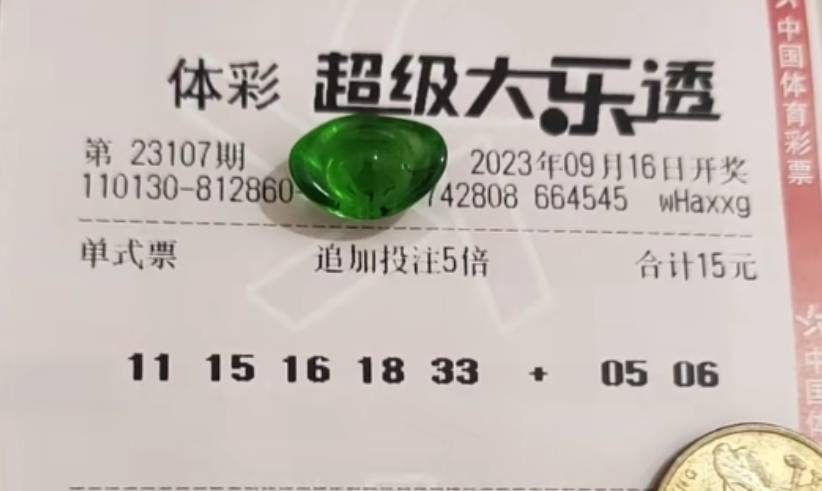 体彩 超级大乐透
第 23107期 2023年09月16日开奖
110130-812860- 742808 664545 wHaxxg
单式票 追加投注5倍 合计15元
11 15 16 18 33 + 05 06
中国体育彩票
中国体